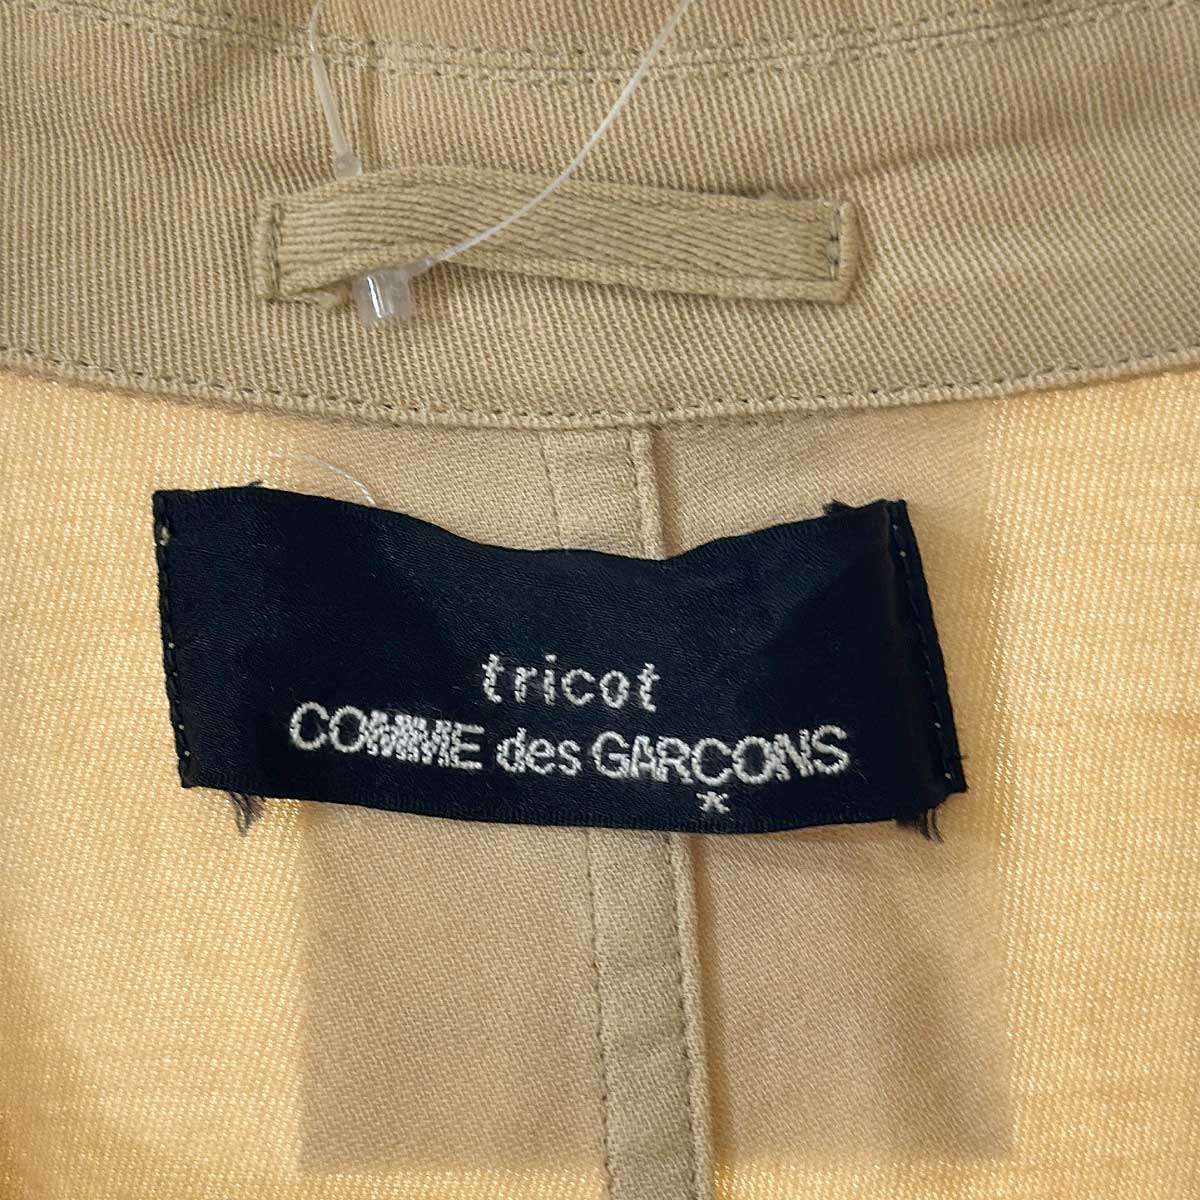 tricot
COMME des GARCONS
*